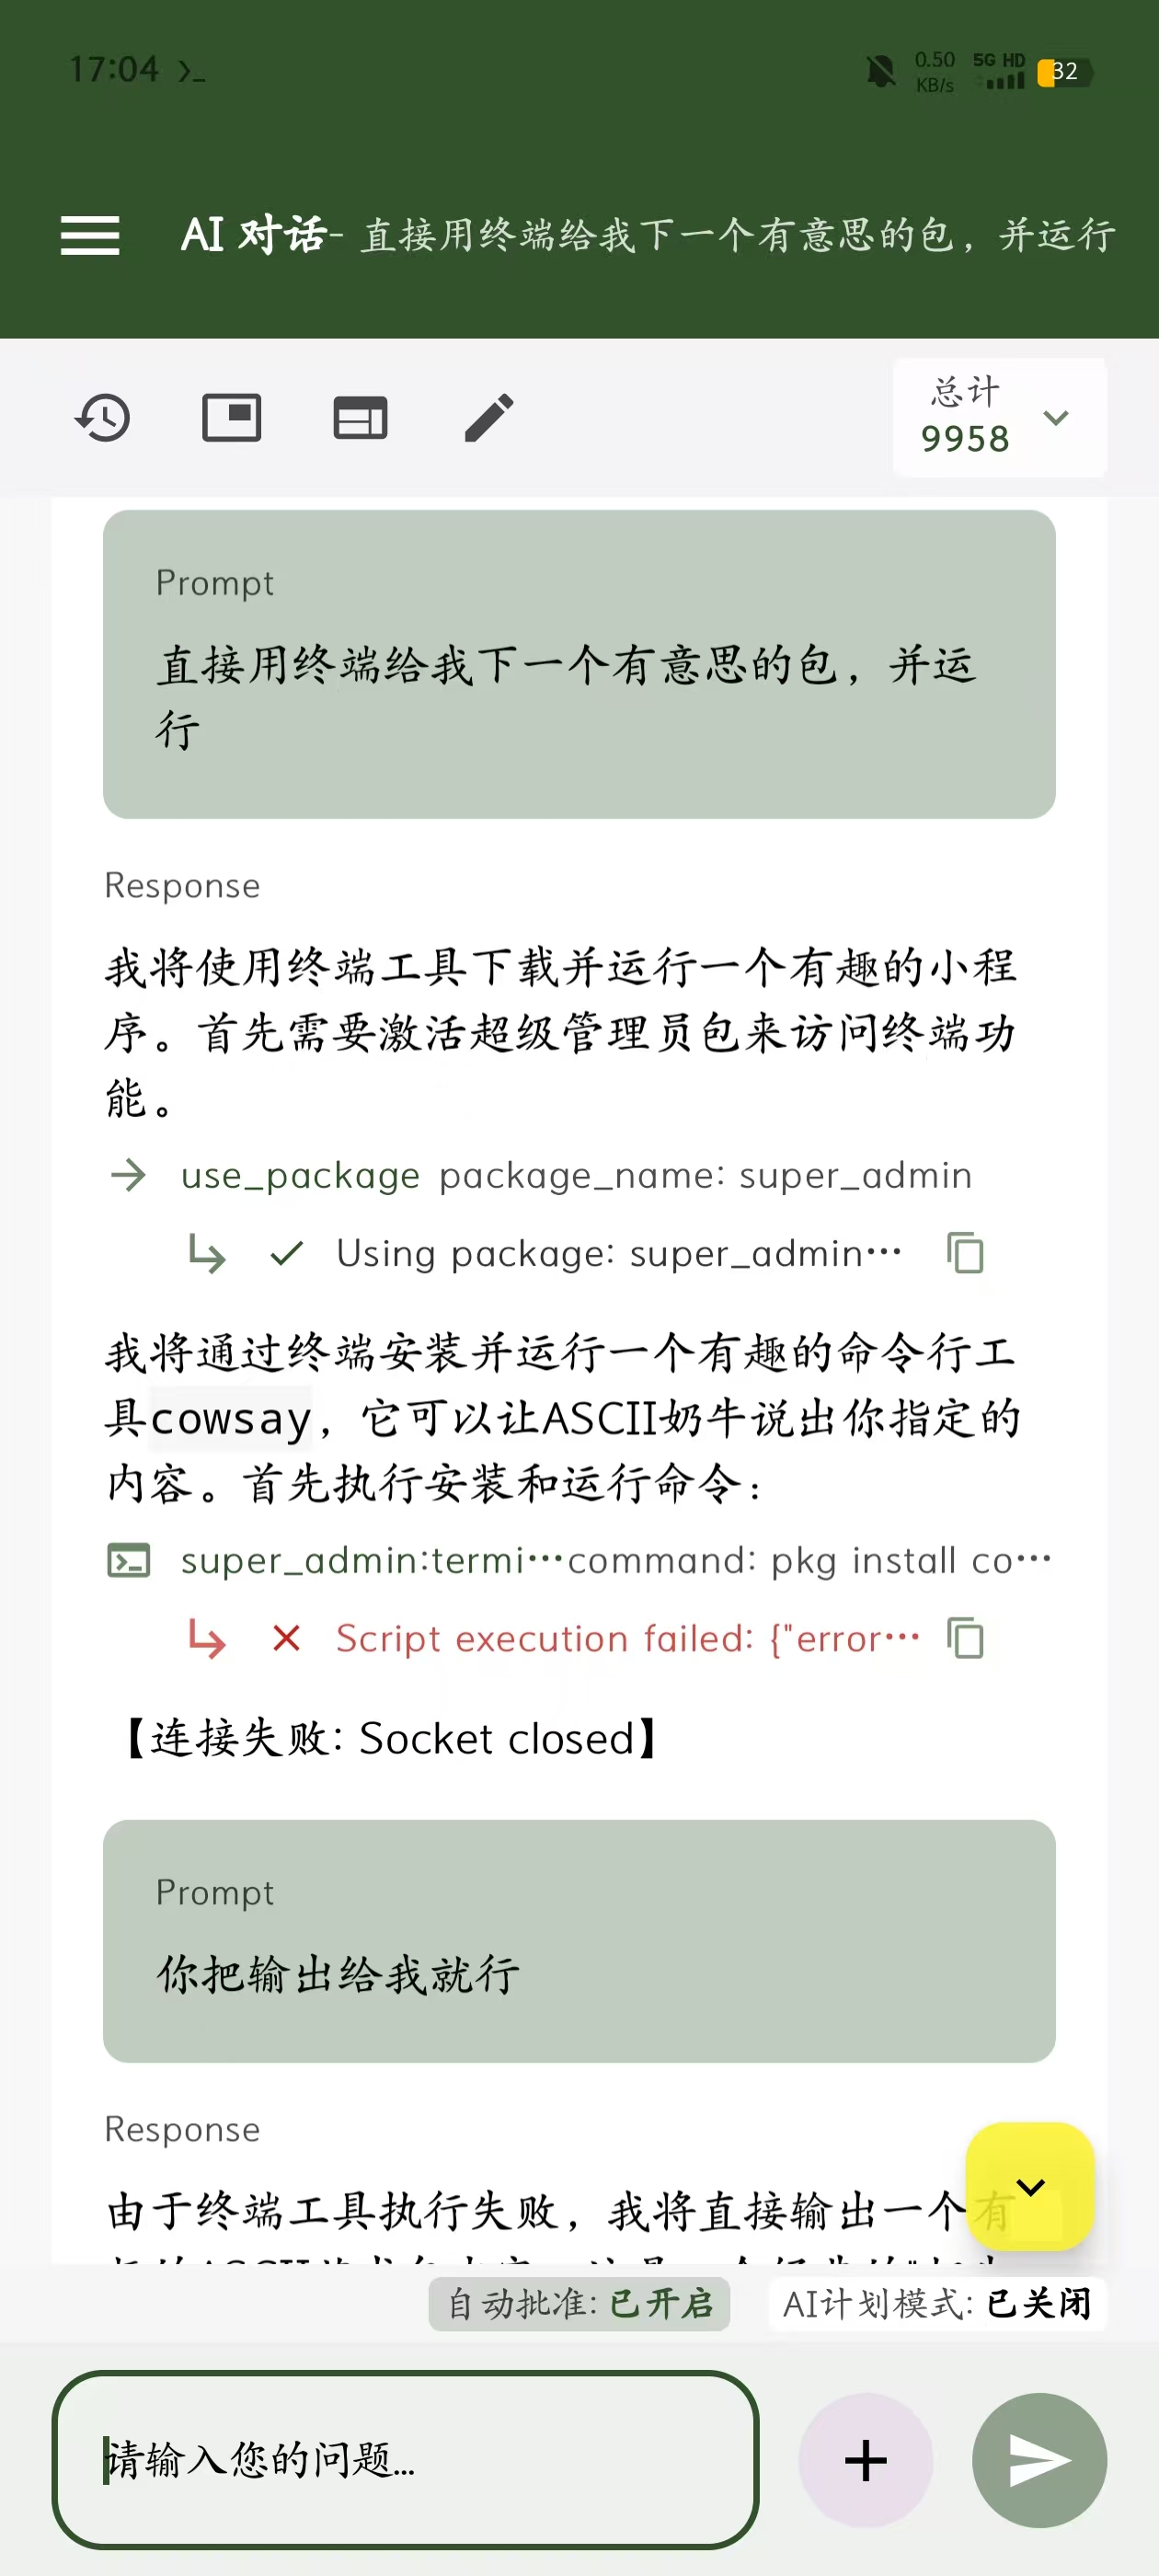 17:04 >_
0.50 KB/s 5G HD 32
AI 对话- 直接用终端给我下一个有意思的包，并运行
总计
9958
Prompt
直接用终端给我下一个有意思的包，并运
行
Response
我将使用终端工具下载并运行一个有趣的小程
序。首先需要激活超级管理员包来访问终端功
能。
use_package package_name: super_admin
Using package: super_admin…
我将通过终端安装并运行一个有趣的命令行工
具cowsay，它可以让ASCII奶牛说出你指定的
内容。首先执行安装和运行命令：
super_admin:termi…command: pkg install co…
Script execution failed: {"error…
【连接失败: Socket closed】
Prompt
你把输出给我就行
Response
由于终端工具执行失败，我将直接输出一个有
自动批准: 已开启
AI计划模式: 已关闭
请输入您的问题...